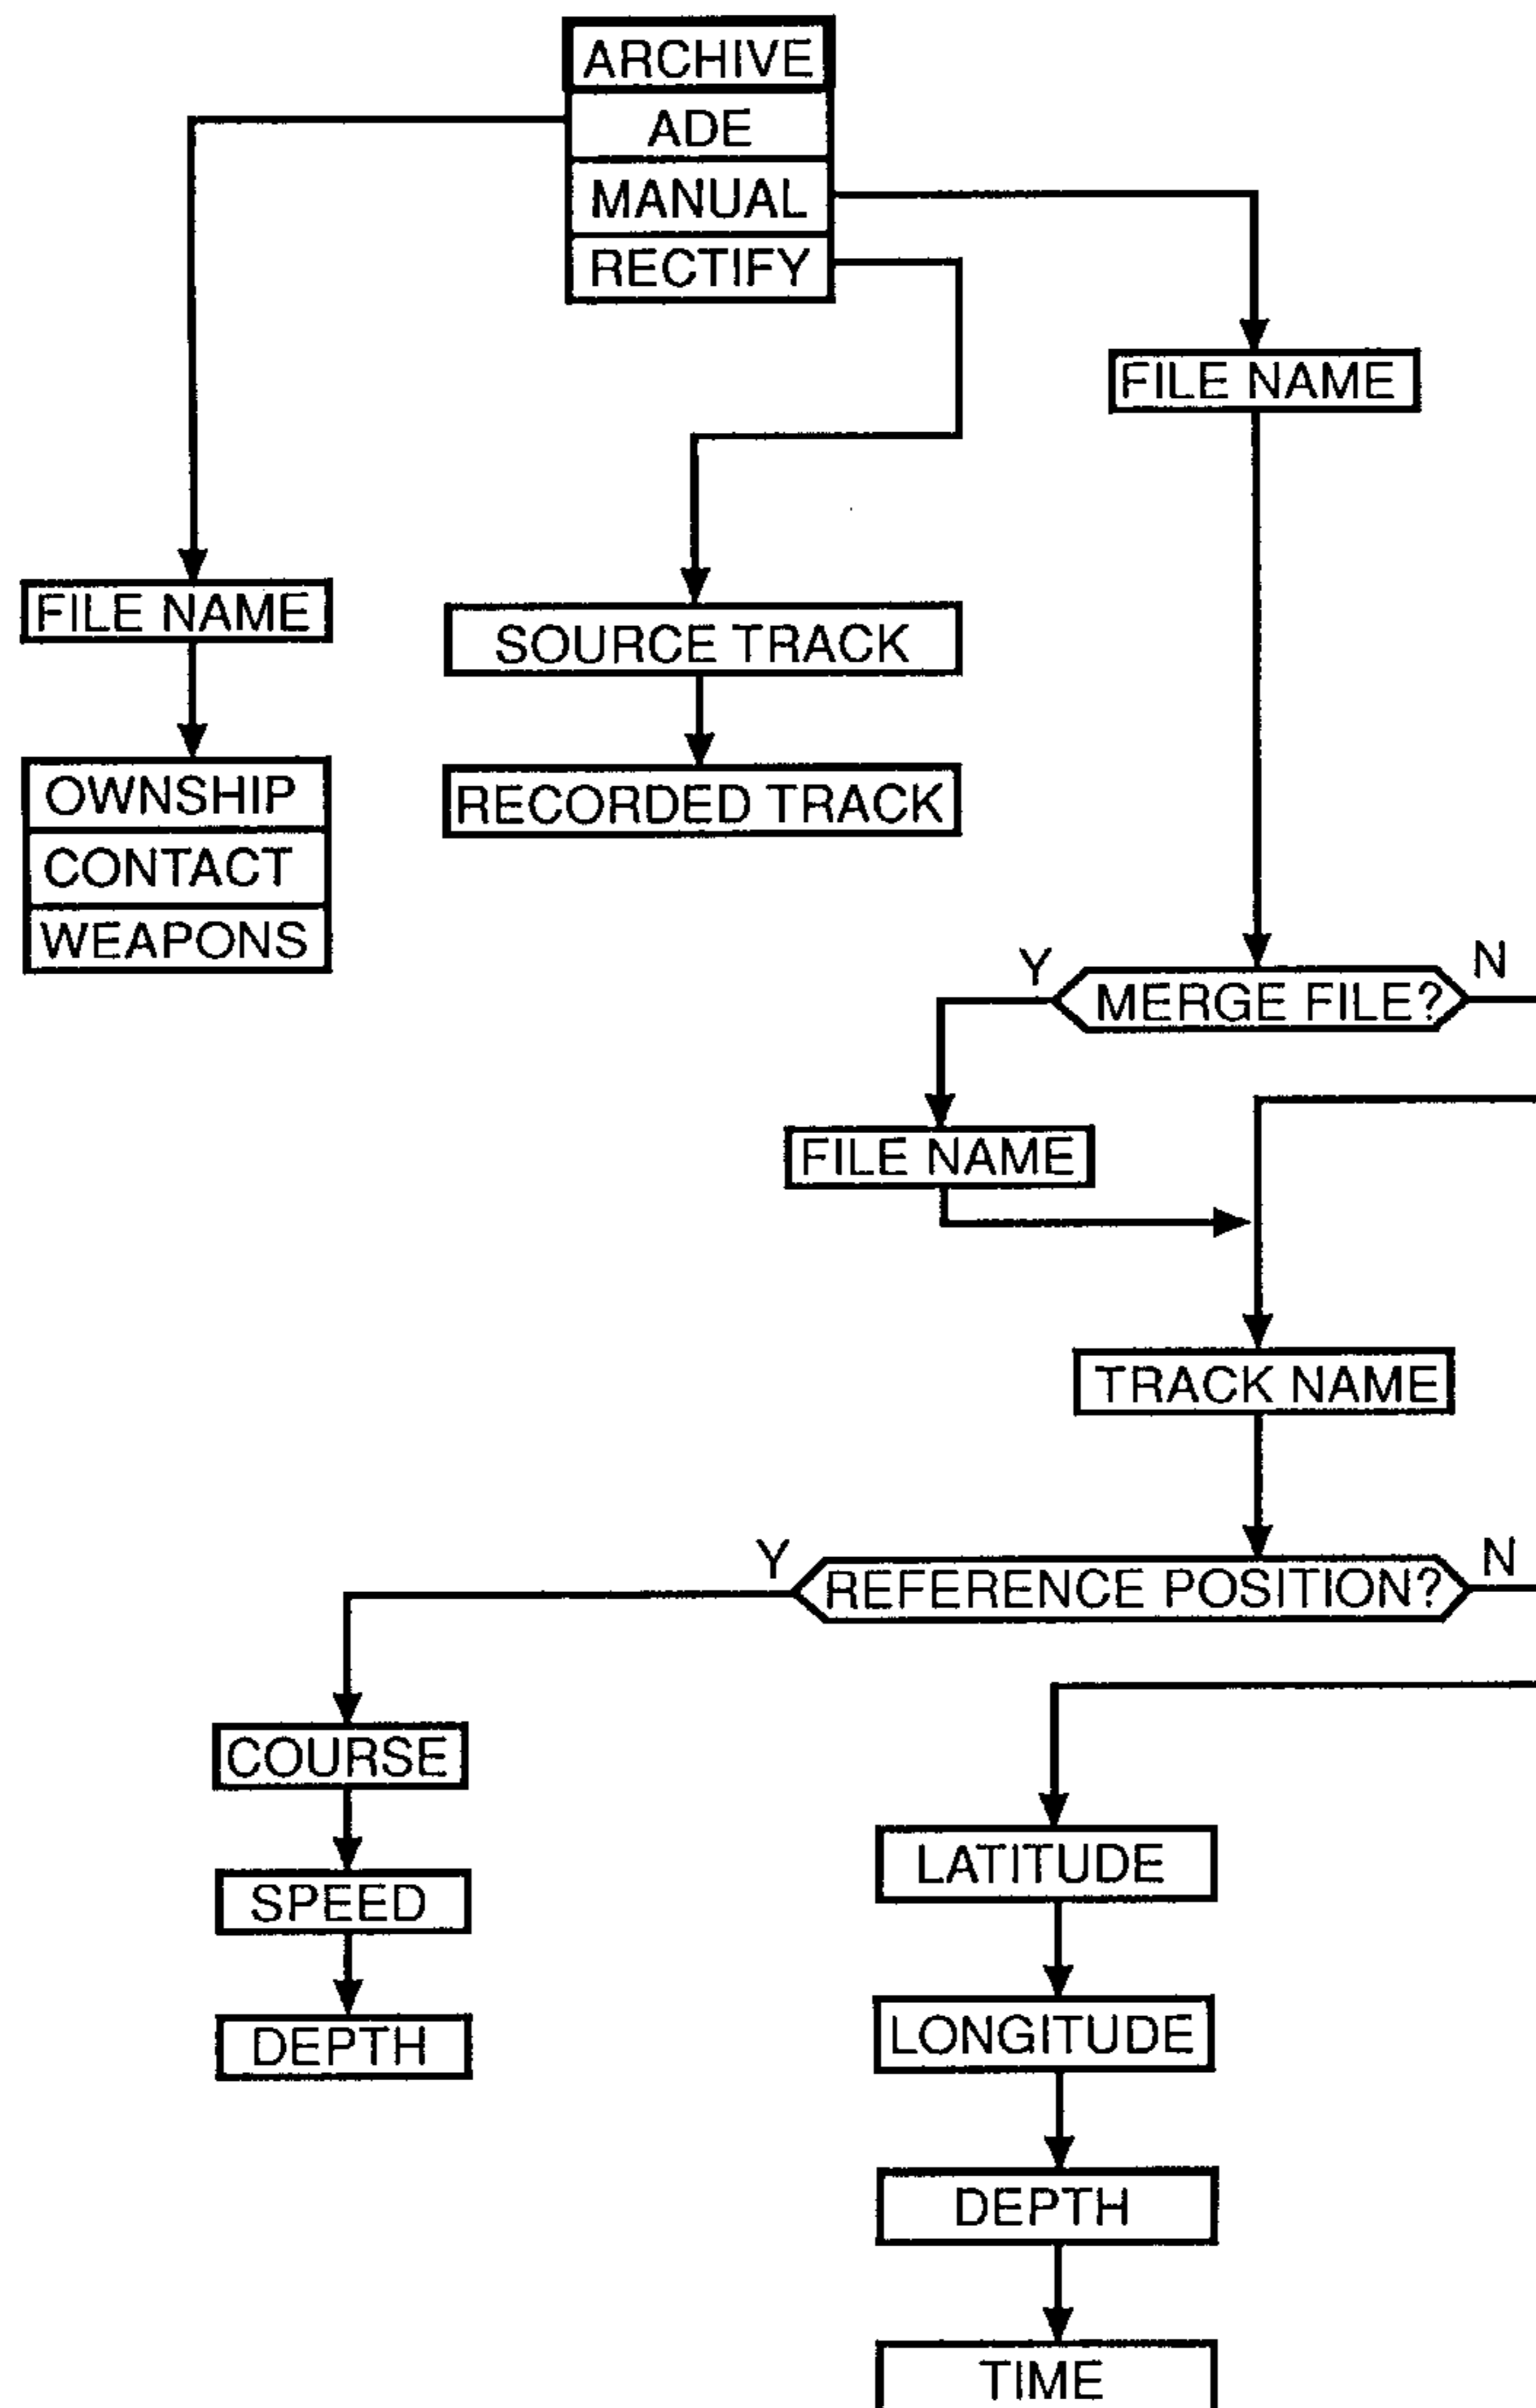 ARCHIVE
ADE
MANUAL
RECTIFY
FILE NAME
FILE NAME
SOURCE TRACK
RECORDED TRACK
OWNSHIP
CONTACT
WEAPONS
Y
MERGE FILE?
N
FILE NAME
TRACK NAME
Y
REFERENCE POSITION?
N
COURSE
SPEED
DEPTH
LATITUDE
LONGITUDE
DEPTH
TIME